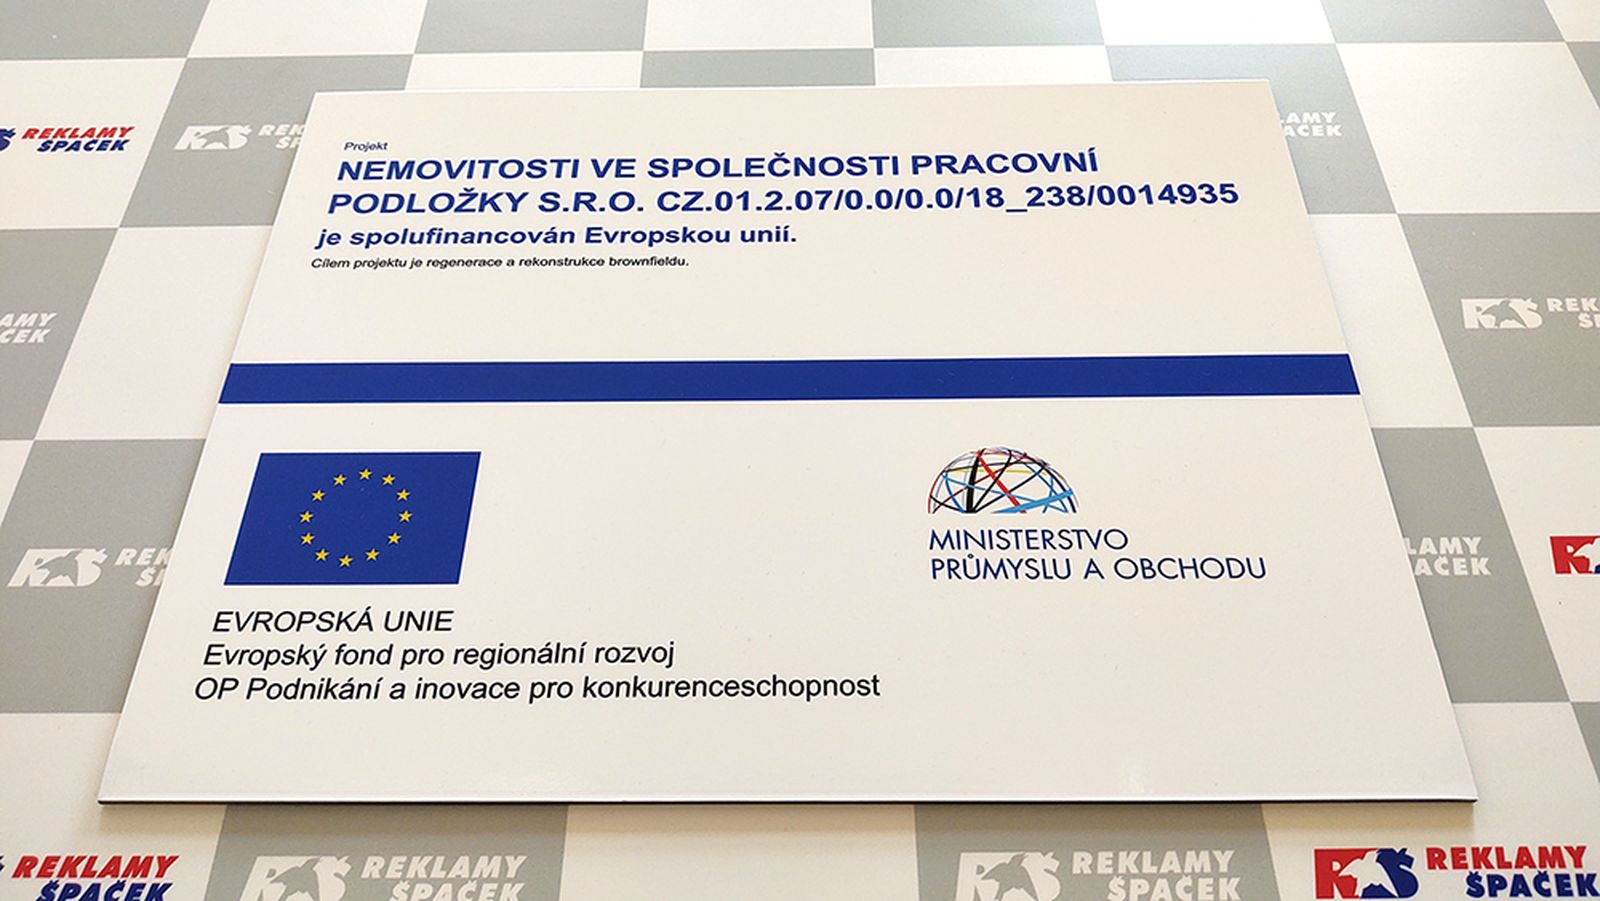 Projekt
NEMOVITOSTI VE SPOLEČNOSTI PRACOVNÍ
PODLOŽKY S.R.O. CZ.01.2.07/0.0/0.0/18_238/0014935
je spolufinancován Evropskou unií.
Cílem projektu je regenerace a rekonstrukce brownfieldu.
MINISTERSTVO
PRŮMYSLU A OBCHODU
EVROPSKÁ UNIE
Evropský fond pro regionální rozvoj
OP Podnikání a inovace pro konkurenceschopnost
REKLAMY
ŠPAČEK
REKLAMY
ŠPAČEK
REKLAMY
ŠPAČEK
REKLAMY
ŠPAČEK
REKLAMY
ŠPAČEK